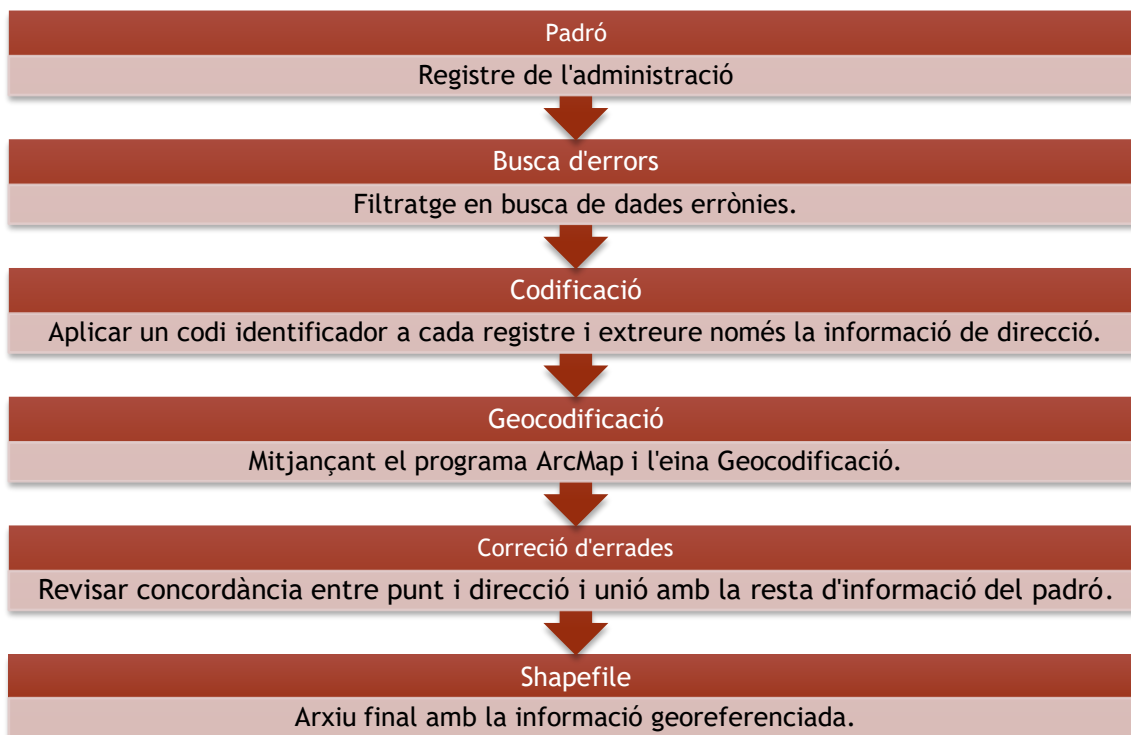 Padró
Registre de l'administració
Busca d'errors
Filtratge en busca de dades errònies.
Codificació
Aplicar un codi identificador a cada registre i extreure només la informació de direcció.
Geocodificació
Mitjançant el programa ArcMap i l'eina Geocodificació.
Correció d'errades
Revisar concordància entre punt i direcció i unió amb la resta d'informació del padró.
Shapefile
Arxiu final amb la informació georeferenciada.